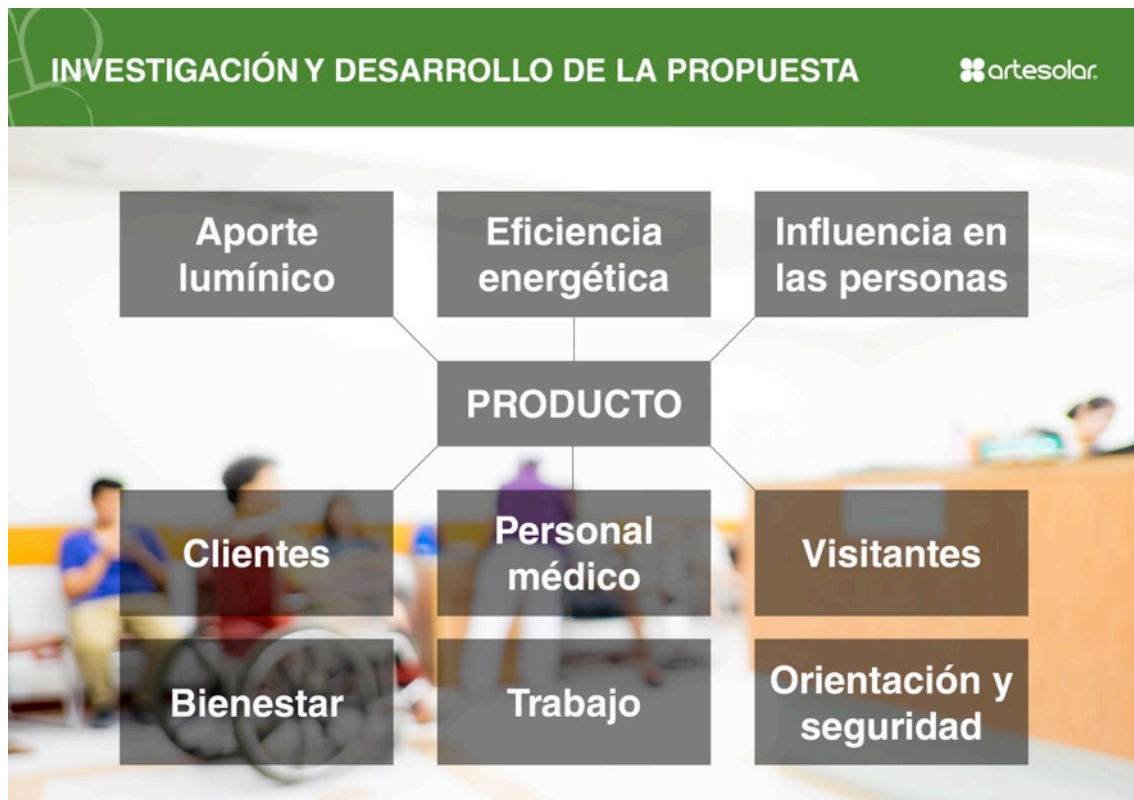 INVESTIGACIÓN Y DESARROLLO DE LA PROPUESTA
artesolar
Aporte
lumínico
Eficiencia
energética
Influencia en
las personas
PRODUCTO
Clientes
Personal
médico
Visitantes
Bienestar
Trabajo
Orientación y
seguridad